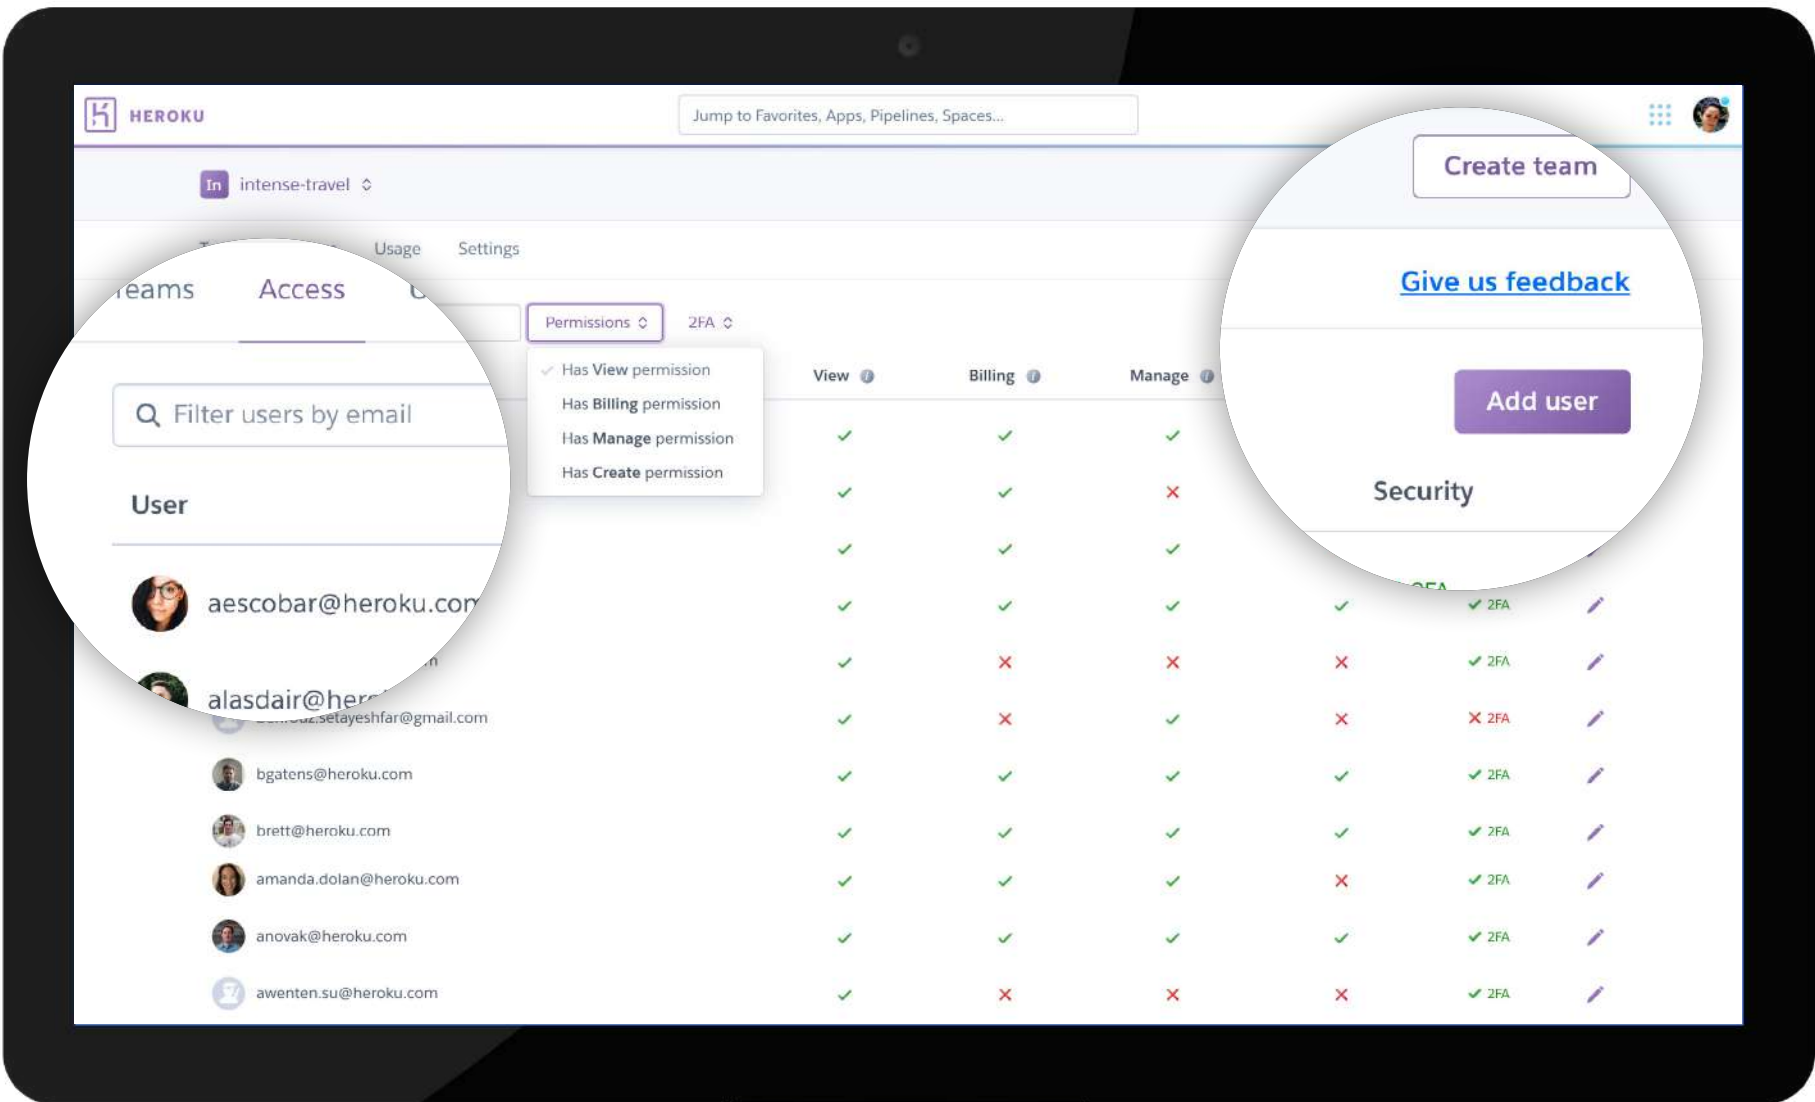 HEROKU
Jump to Favorites, Apps, Pipelines, Spaces...
In intense-travel
Create team
Usage Settings
Teams Access
Give us feedback
Permissions 2FA
Has View permission
Has Billing permission
Has Manage permission
Has Create permission
View Billing Manage
Add user
Filter users by email
User
Security
aescobar@heroku.com
2FA
2FA
2FA
alasdair@hero
setayeshfar@gmail.com 2FA
bgatens@heroku.com 2FA
brett@heroku.com 2FA
amanda.dolan@heroku.com 2FA
anovak@heroku.com 2FA
awenten.su@heroku.com 2FA